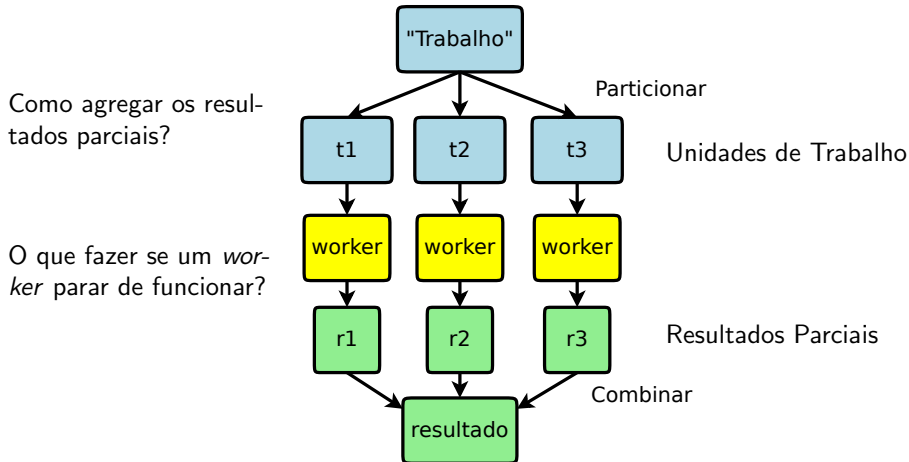 "Trabalho"
Particionar
Como agregar os resul-
tados parciais?
t1 t2 t3
Unidades de Trabalho
worker worker worker
O que fazer se um wor-
ker parar de funcionar?
r1 r2 r3
Resultados Parciais
Combinar
resultado